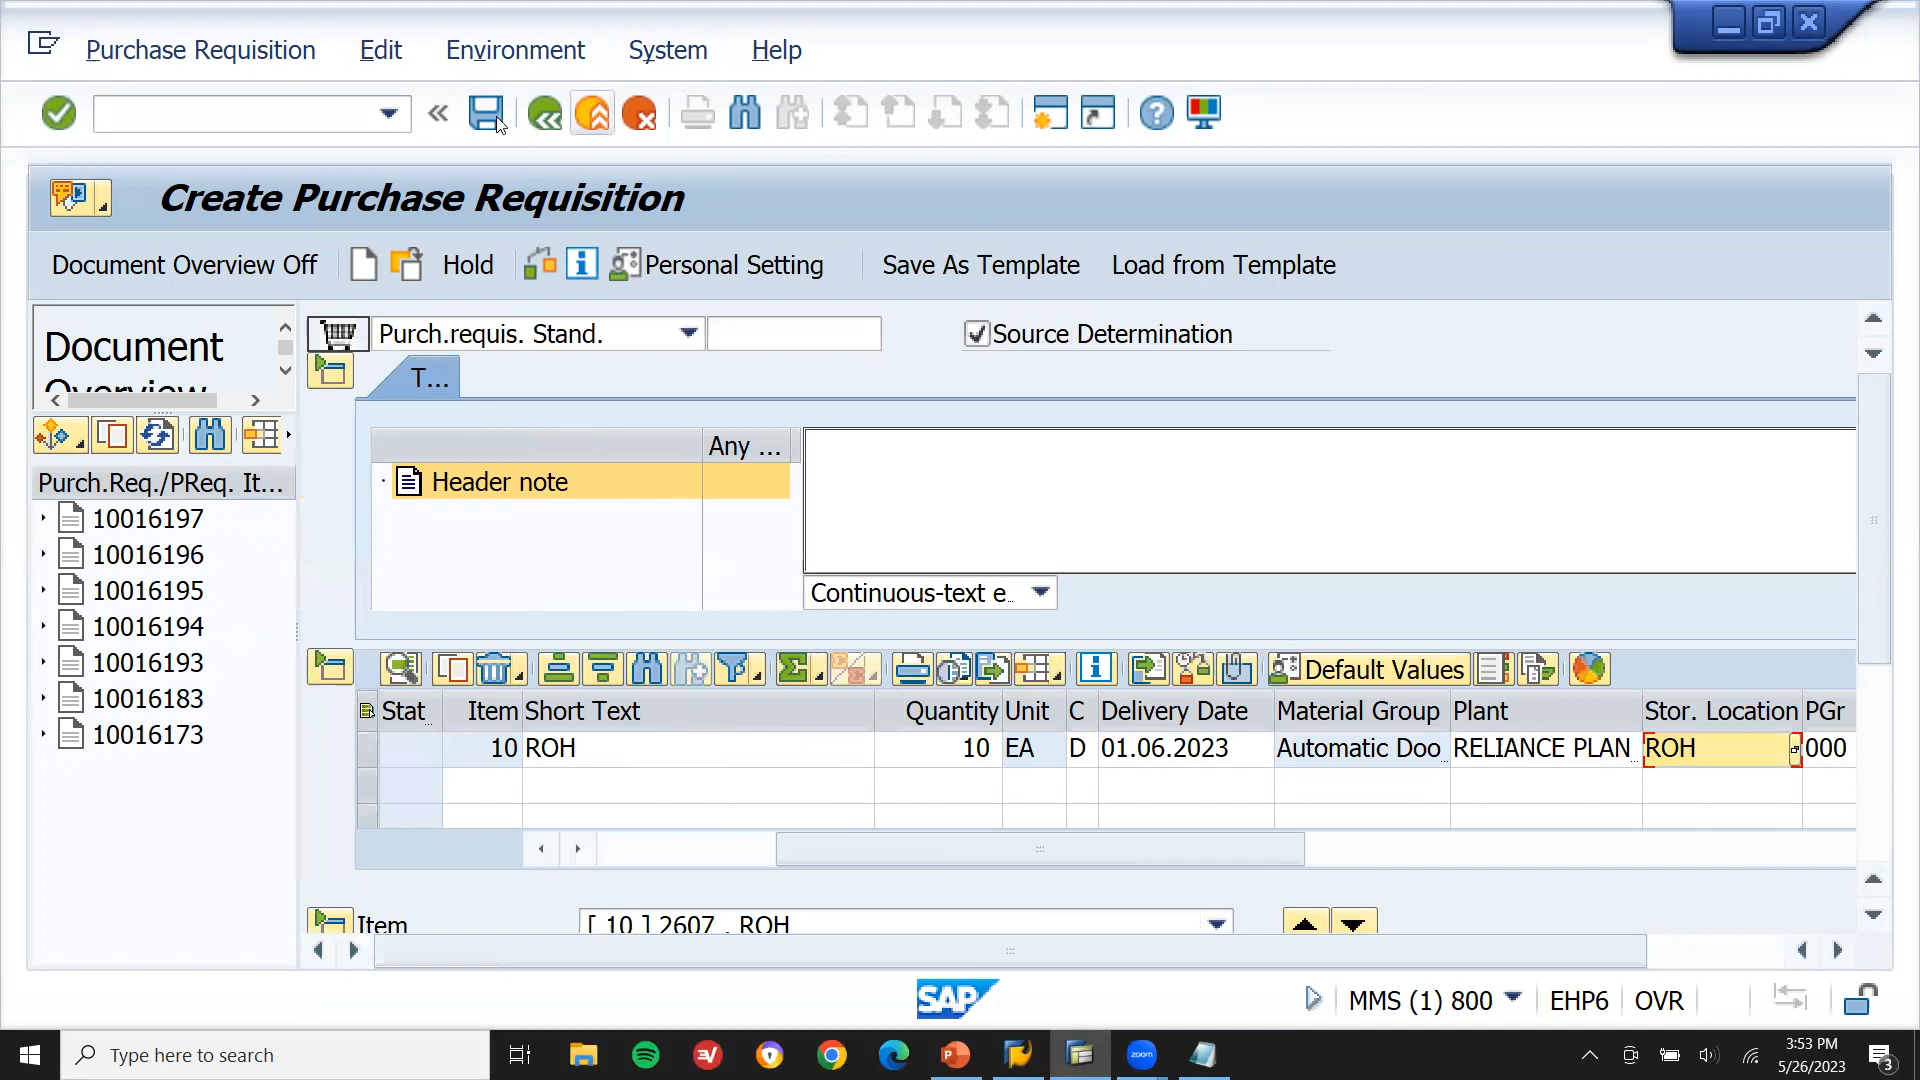 Purchase Requisition Edit Environment System Help
Create Purchase Requisition
Document Overview Off Hold Personal Setting Save As Template Load from Template
Document
Overview
Purch.requis. Stand. Source Determination
T...
Any ...
Header note
Continuous-text e..
Purch.Req./PReq. It...
10016197
10016196
10016195
10016194
10016193
10016183
10016173
Default Values
Stat Item Short Text Quantity Unit C Delivery Date Material Group Plant Stor. Location PGr
10 ROH 10 EA D 01.06.2023 Automatic Doo RELIANCE PLAN ROH 000
Item [ 10 ] 2607 , ROH
SAP MMS (1) 800 EHP6 OVR
Type here to search
zoom
3:53 PM
5/26/2023
3